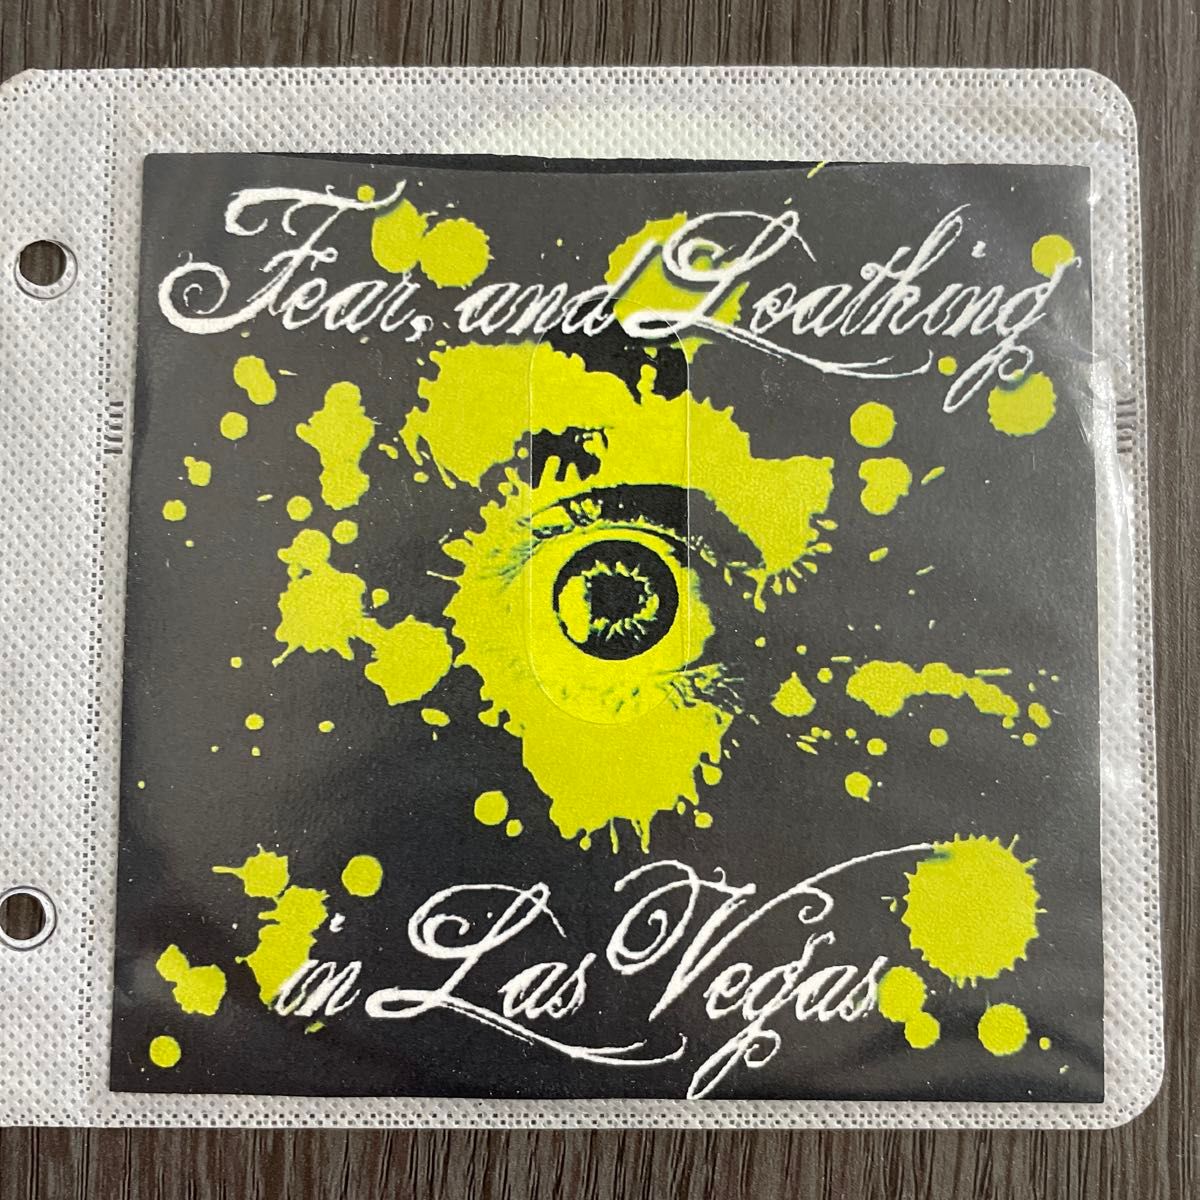 Fear, and Loathing
in Las Vegas